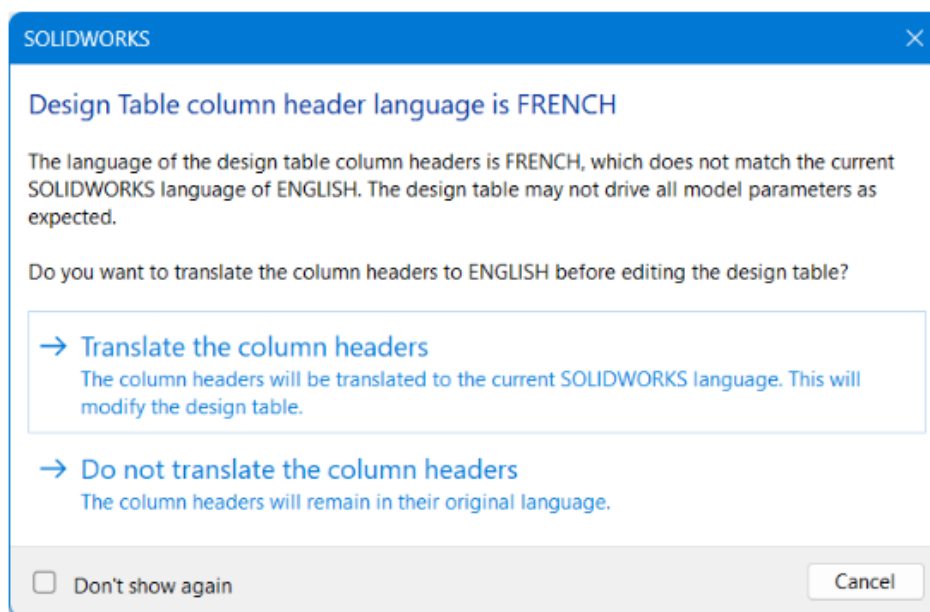 SOLIDWORKS
Design Table column header language is FRENCH
The language of the design table column headers is FRENCH, which does not match the current
SOLIDWORKS language of ENGLISH. The design table may not drive all model parameters as
expected.
Do you want to translate the column headers to ENGLISH before editing the design table?
→ Translate the column headers
The column headers will be translated to the current SOLIDWORKS language. This will
modify the design table.
→ Do not translate the column headers
The column headers will remain in their original language.
Don't show again
Cancel